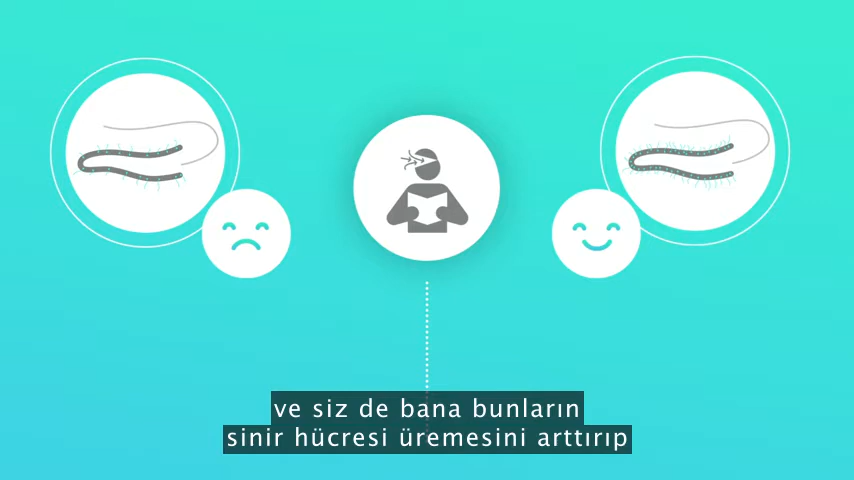 ve siz de bana bunların
sinir hücresi üremesini arttırıp